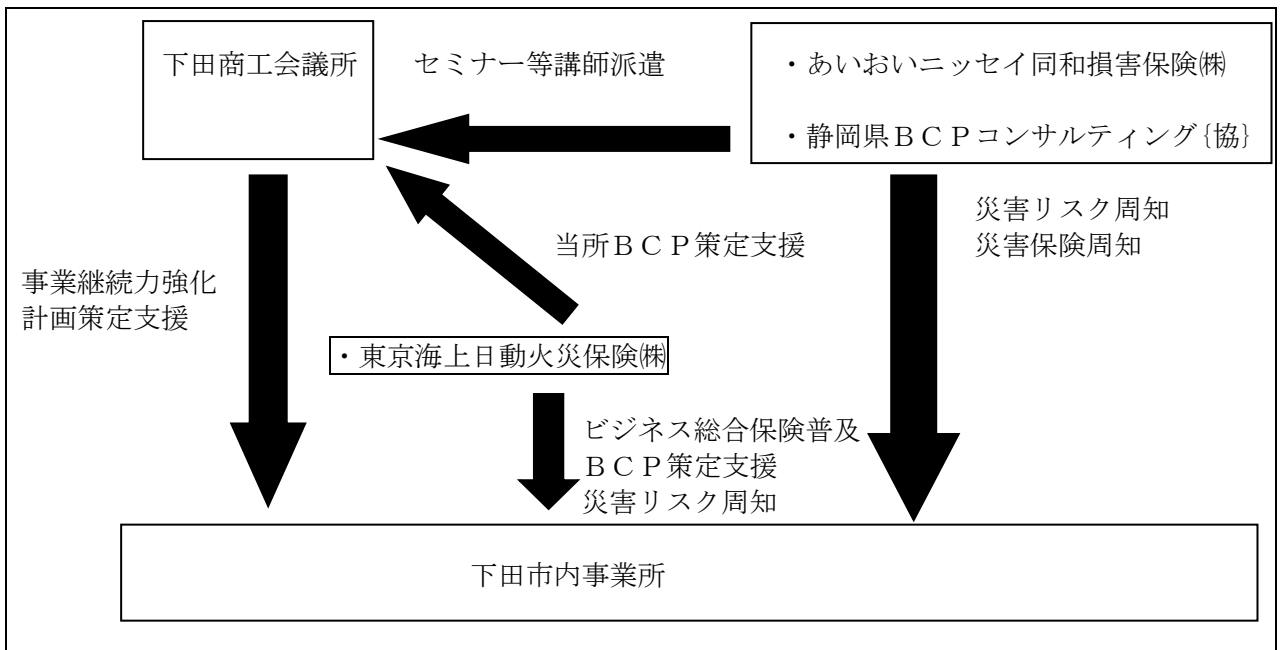 下田商工会議所
セミナー等講師派遣
・あいおいニッセイ同和損害保険㈱
・静岡県ＢＣＰコンサルティング{協}
災害リスク周知
災害保険周知
当所ＢＣＰ策定支援
事業継続力強化
計画策定支援
・東京海上日動火災保険㈱
ビジネス総合保険普及
ＢＣＰ策定支援
災害リスク周知
下田市内事業所